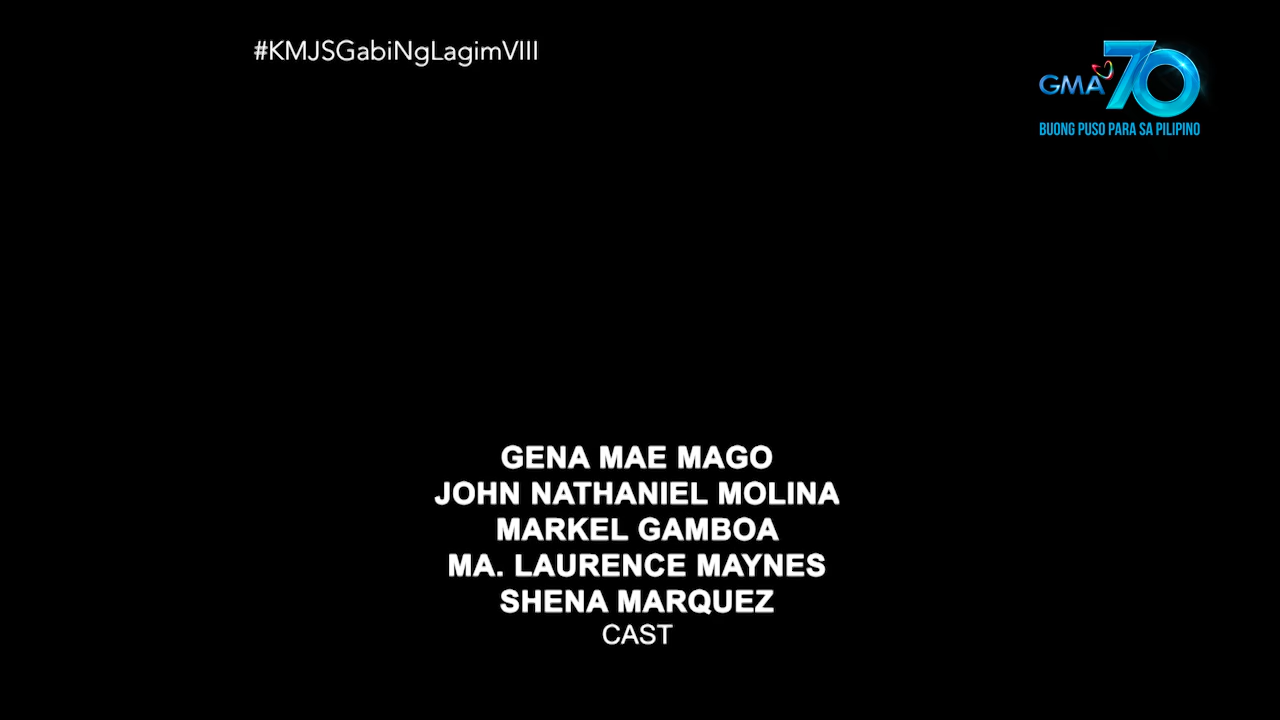 #KMJSGabiNgLagimVIII
GMA 70
BUONG PUSO PARA SA PILIPINO
GENA MAE MAGO
JOHN NATHANIEL MOLINA
MARKEL GAMBOA
MA. LAURENCE MAYNES
SHENA MARQUEZ
CAST